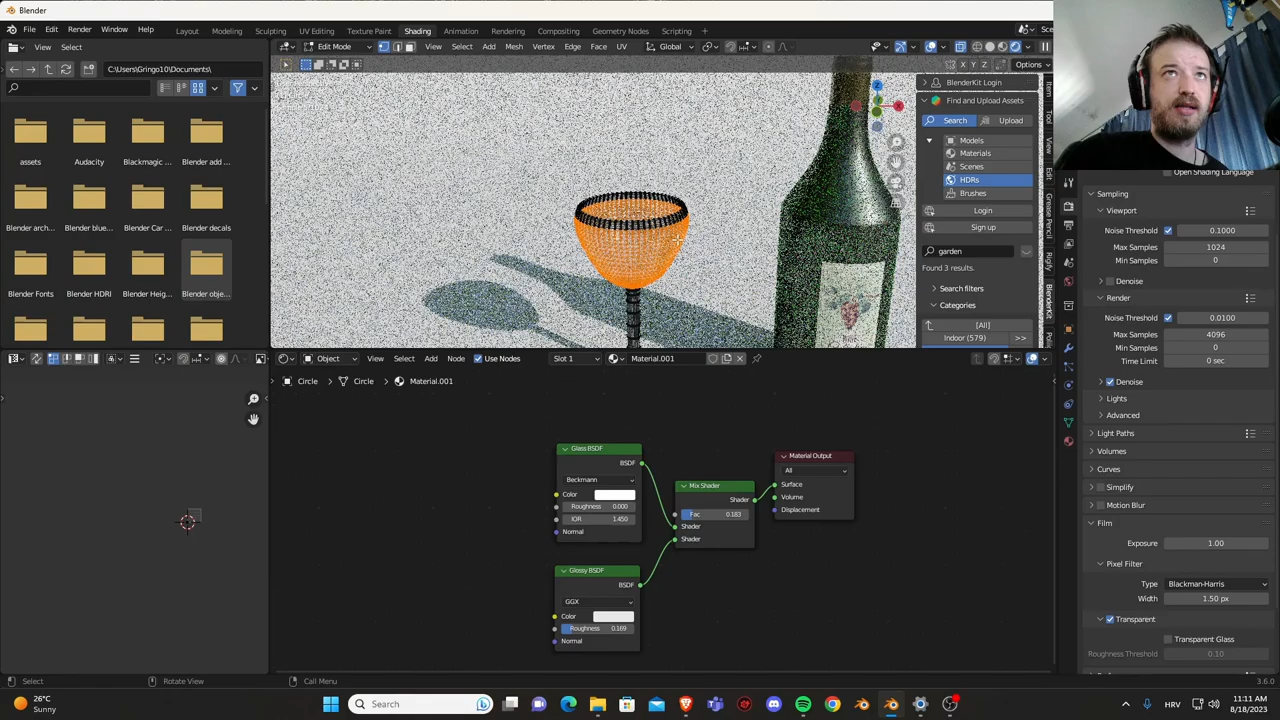 Blender
File Edit Render Window Help Layout Modeling Sculpting UV Editing Texture Paint Shading Animation Rendering Compositing Geometry Nodes Scripting
View Select
Edit Mode View Select Add Mesh Vertex Edge Face UV Global
C:\Users\Gringo10\Documents\
X Y Z Options
BlenderKit Login
Find and Upload Assets
Search Upload
Models
Materials
Scenes
HDRs
Brushes
Login
Sign up
garden
Found 3 results.
Search filters
Categories
[All]
Indoor (579) >>
Item
Tool
View
Edit
Grease Pencil
Rigify
BlenderKit
assets Audacity Blackmagic ... Blender add ...
Blender arch... Blender blue... Blender Car ... Blender decals
Blender Fonts Blender HDRI Blender Heig... Blender obje...
Open Shading Language
Sampling
Viewport
Noise Threshold 0.1000
Max Samples 1024
Min Samples 0
Denoise
Render
Noise Threshold 0.0100
Max Samples 4096
Min Samples 0
Time Limit 0 sec
Denoise
Lights
Advanced
Light Paths
Volumes
Curves
Simplify
Motion Blur
Film
Exposure 1.00
Pixel Filter
Type Blackman-Harris
Width 1.50 px
Transparent
Transparent Glass
Roughness Threshold 0.10
Object View Select Add Node Use Nodes Slot 1 Material.001
Circle > Circle > Material.001
Glass BSDF
BSDF
Beckmann
Color
Roughness 0.000
IOR 1.450
Normal
Mix Shader
Shader
Fac 0.183
Shader
Shader
Material Output
All
Surface
Volume
Displacement
Glossy BSDF
BSDF
GGX
Color
Roughness 0.169
Normal
Select Rotate View Call Menu 3.6.0
26°C
Sunny
Search
HRV
11:11 AM
8/18/2023